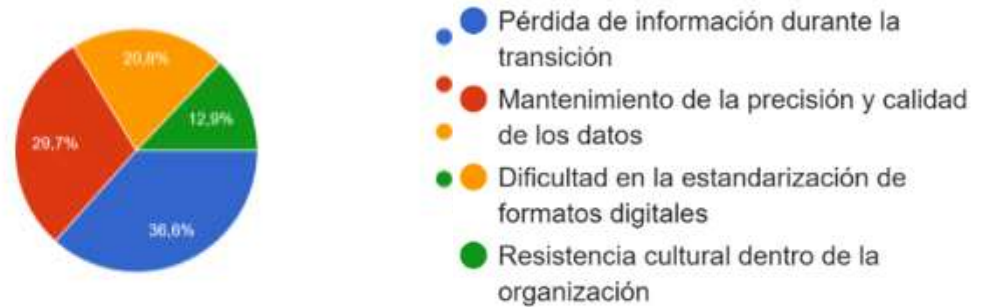 20,8%
12,9%
29,7%
36,6%
Pérdida de información durante la
transición
Mantenimiento de la precisión y calidad
de los datos
Dificultad en la estandarización de
formatos digitales
Resistencia cultural dentro de la
organización